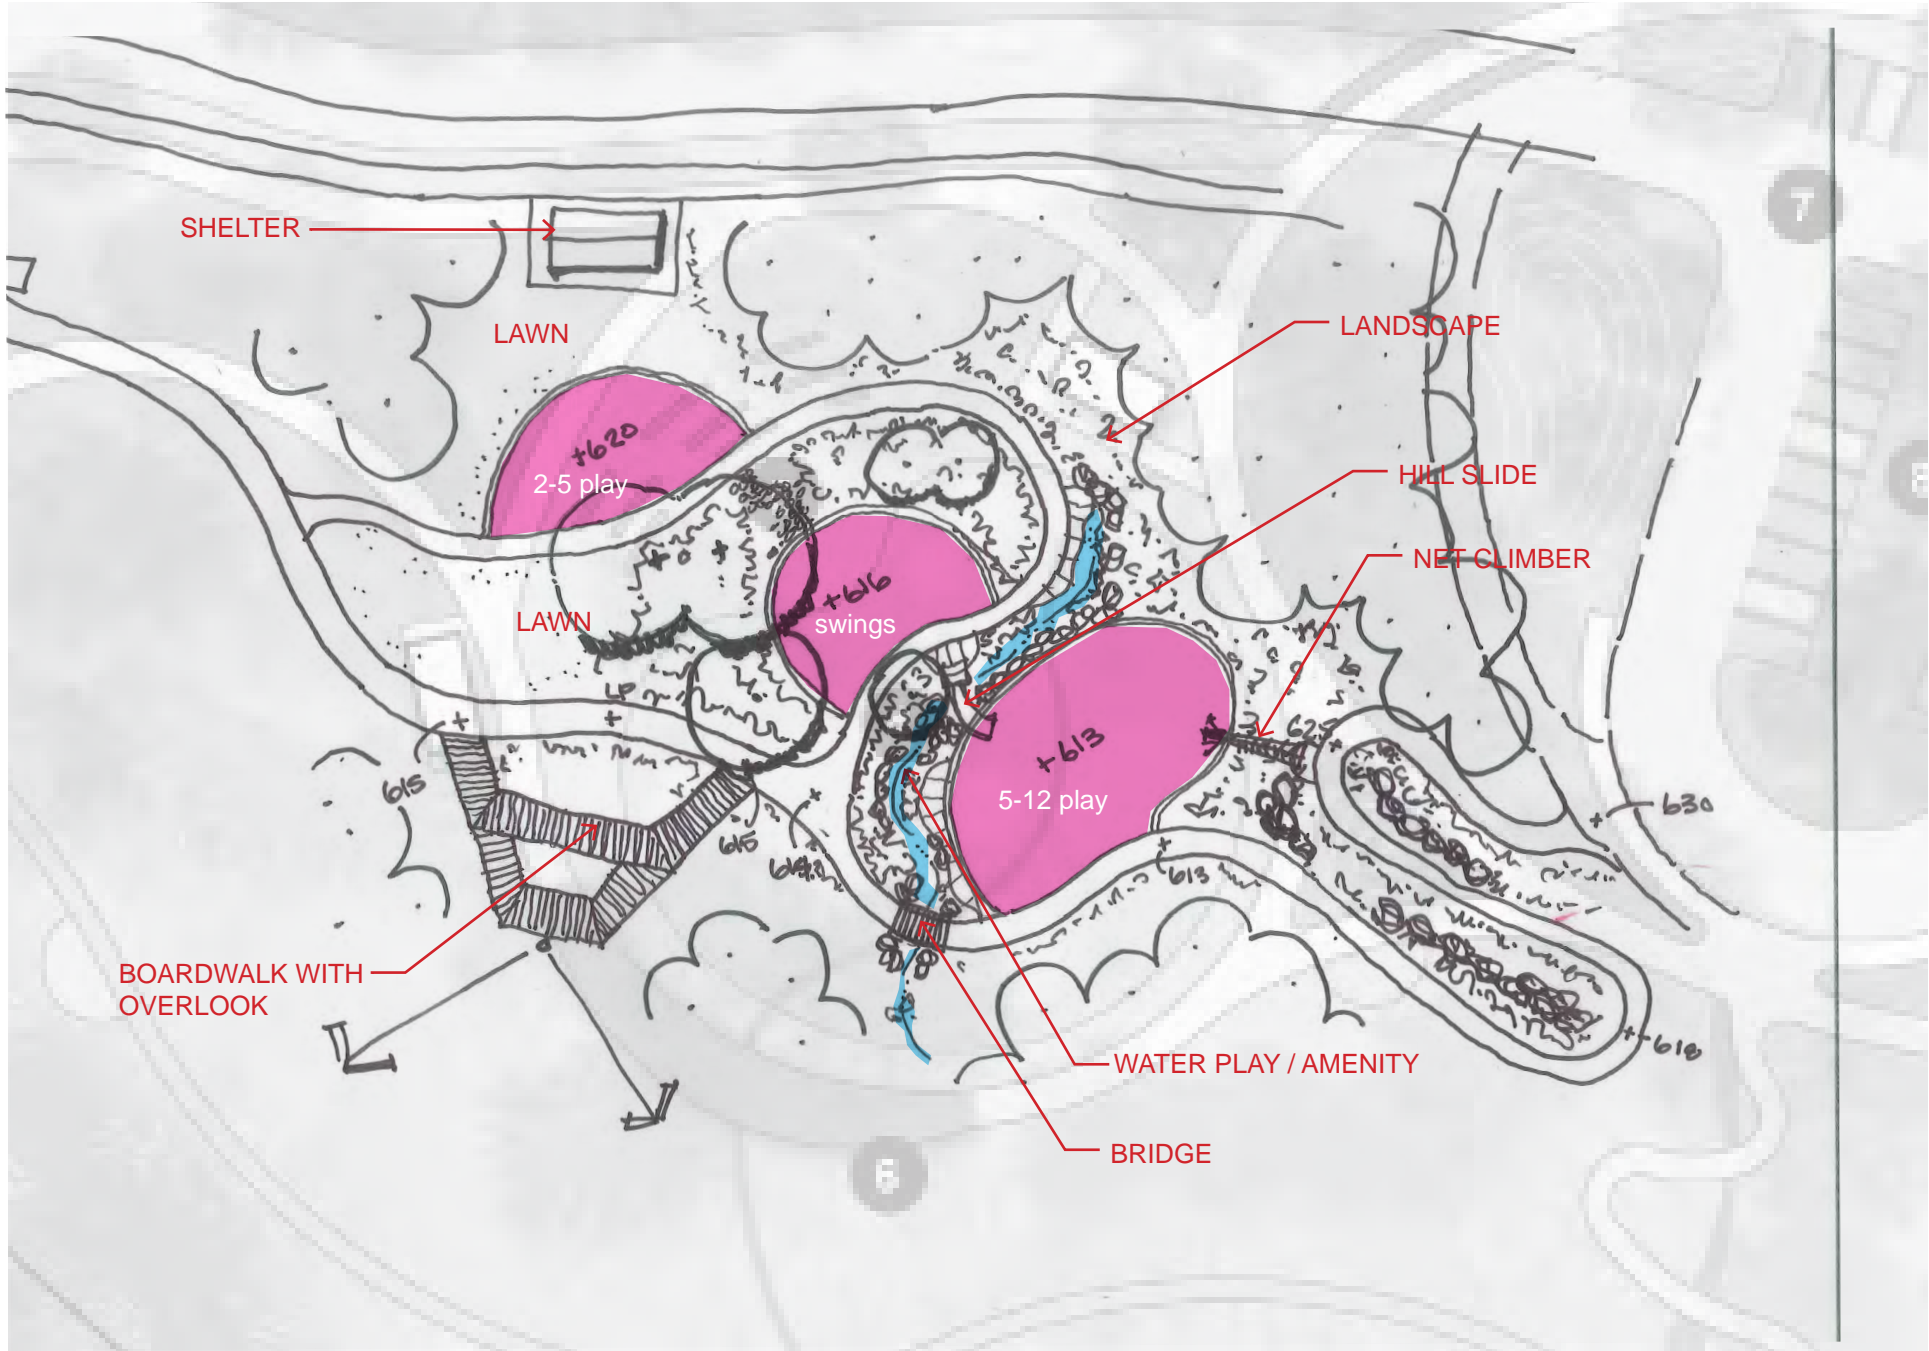 7
SHELTER
LAWN
LANDSCAPE
+620
2-5 play
HILL SLIDE
NET CLIMBER
+616
swings
LAWN
+613
5-12 play
615
615
613
630
618
BOARDWALK WITH
OVERLOOK
WATER PLAY / AMENITY
BRIDGE